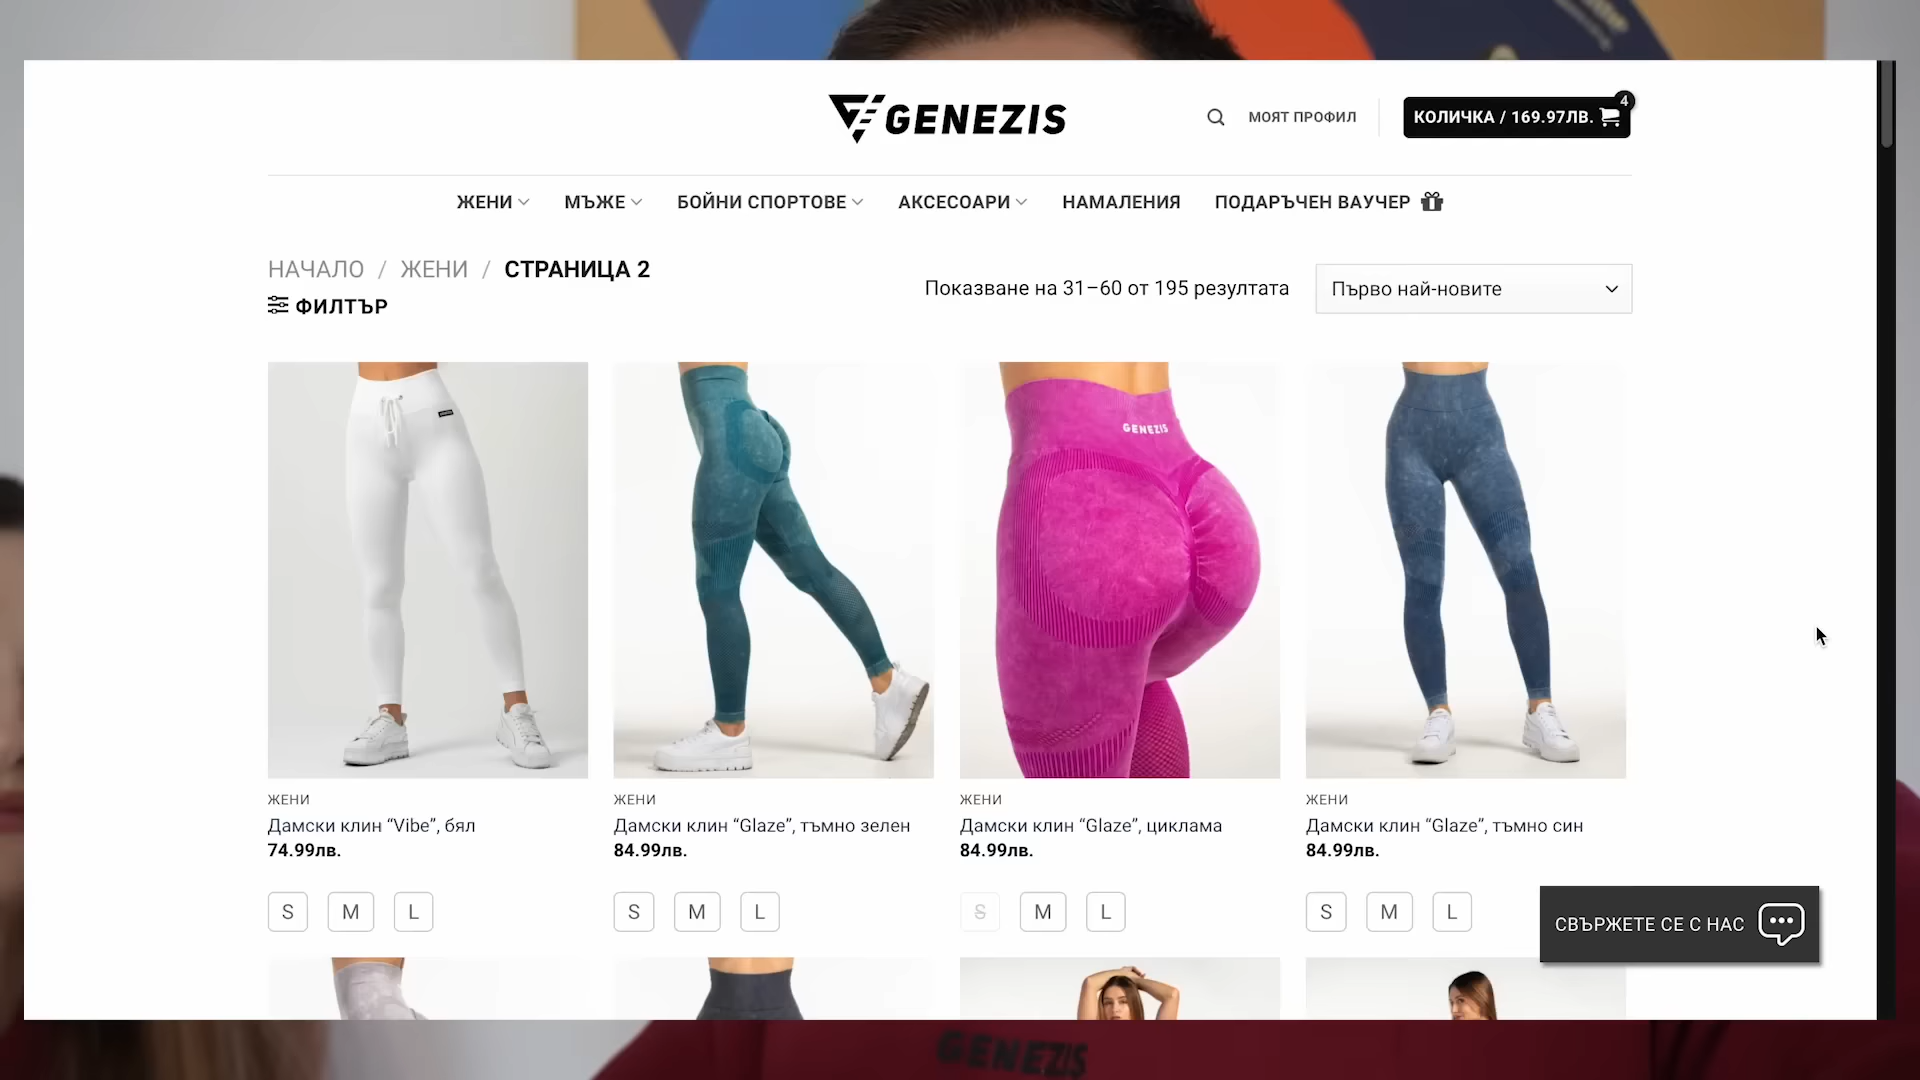 GENEZIS
МОЯТ ПРОФИЛ
КОЛИЧКА / 169.97ЛВ.
4
ЖЕНИ
МЪЖЕ
БОЙНИ СПОРТОВЕ
АКСЕСОАРИ
НАМАЛЕНИЯ
ПОДАРЪЧЕН ВАУЧЕР
НАЧАЛО / ЖЕНИ / СТРАНИЦА 2
ФИЛТЪР
Показване на 31–60 от 195 резултата
Първо най-новите
GENEZIS
ЖЕНИ
Дамски клин “Vibe”, бял
74.99лв.
S M L
ЖЕНИ
Дамски клин “Glaze”, тъмно зелен
84.99лв.
S M L
ЖЕНИ
Дамски клин “Glaze”, циклама
84.99лв.
S M L
ЖЕНИ
Дамски клин “Glaze”, тъмно син
84.99лв.
S M L
СВЪРЖЕТЕ СЕ С НАС
GENEZIS